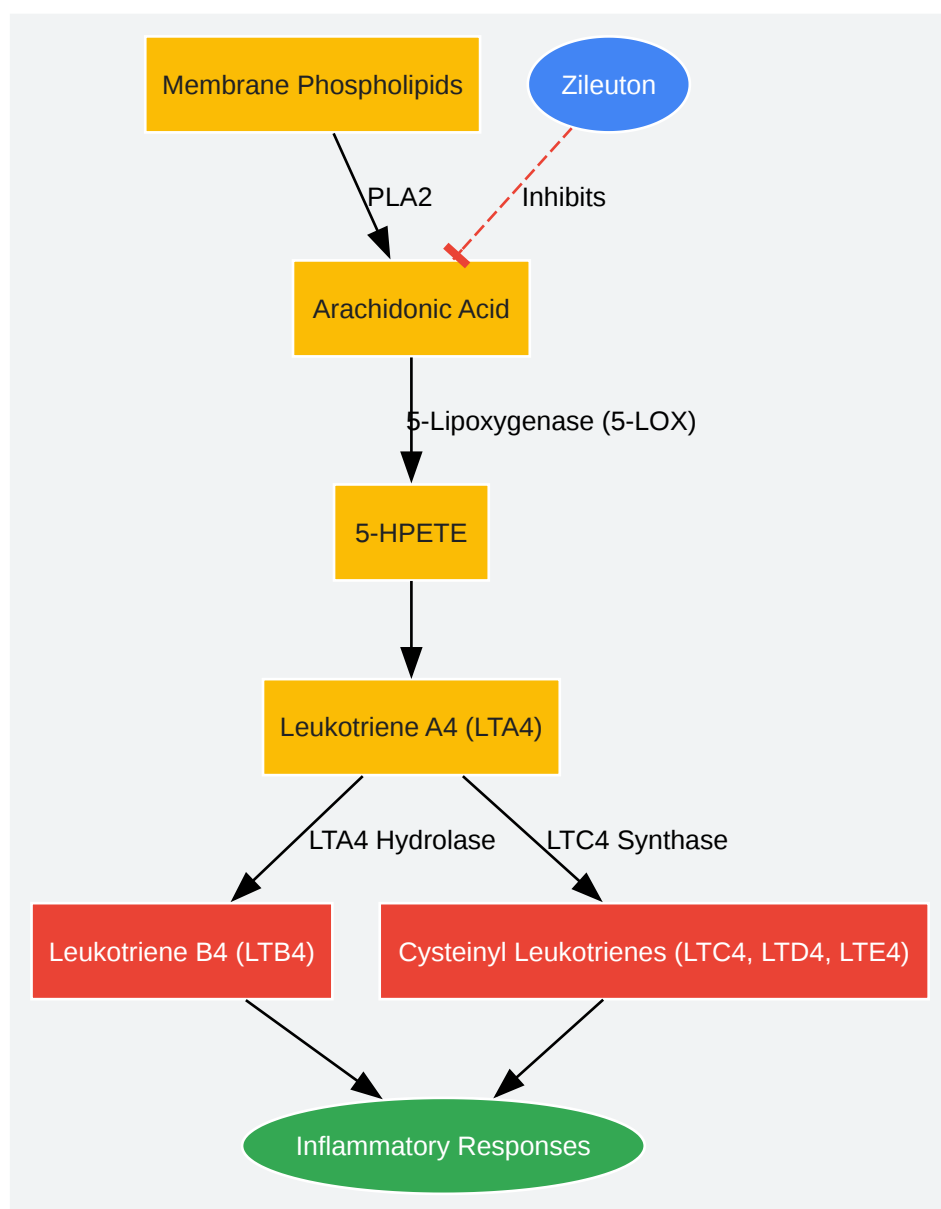 Membrane Phospholipids
Zileuton
PLA2
Inhibits
Arachidonic Acid
5-Lipoxygenase (5-LOX)
5-HPETE
Leukotriene A4 (LTA4)
LTA4 Hydrolase
LTC4 Synthase
Leukotriene B4 (LTB4)
Cysteinyl Leukotrienes (LTC4, LTD4, LTE4)
Inflammatory Responses